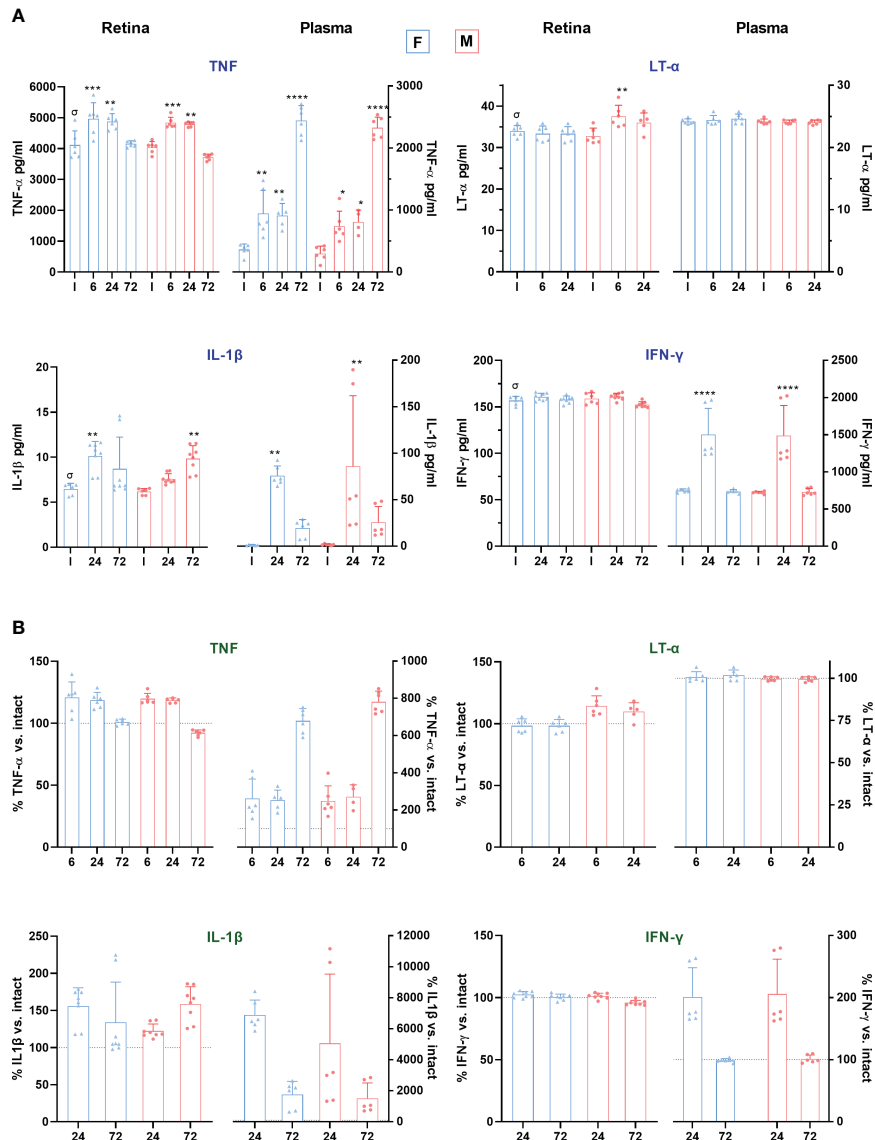 A
Retina
Plasma
F
M
Retina
Plasma
TNF
LT-α
TNF-α pg/ml
6000
5000
4000
3000
2000
1000
0
σ
***
**
***
**
I 6 24 72 I 6 24 72
**
**
****
*
*
****
I 6 24 72 I 6 24 72
3000
2000
1000
0
TNF-α pg/ml
LT-α pg/ml
40
30
20
10
0
σ
**
I 6 24 I 6 24
I 6 24 I 6 24
30
20
10
0
LT-α pg/ml
IL-1β
IFN-γ
IL-1β pg/ml
20
15
10
5
0
σ
**
**
I 24 72 I 24 72
**
**
I 24 72 I 24 72
200
150
100
50
0
IL-1β pg/ml
IFN-γ pg/ml
200
150
100
50
0
σ
I 24 72 I 24 72
****
****
I 24 72 I 24 72
2500
2000
1500
1000
500
0
IFN-γ pg/ml
B
TNF
LT-α
% TNF-α vs. intact
150
100
50
0
6 24 72 6 24 72
6 24 72 6 24 72
1000
800
600
400
200
0
% TNF-α vs. intact
% LT-α vs. intact
150
100
50
0
6 24 6 24
6 24 6 24
100
75
50
25
0
% LT-α vs. intact
IL-1β
IFN-γ
% IL1β vs. intact
250
200
150
100
50
0
24 72 24 72
24 72 24 72
12000
10000
8000
6000
4000
2000
0
% IL1β vs. intact
% IFN-γ vs. intact
150
100
50
0
24 72 24 72
24 72 24 72
300
200
100
0
% IFN-γ vs. intact